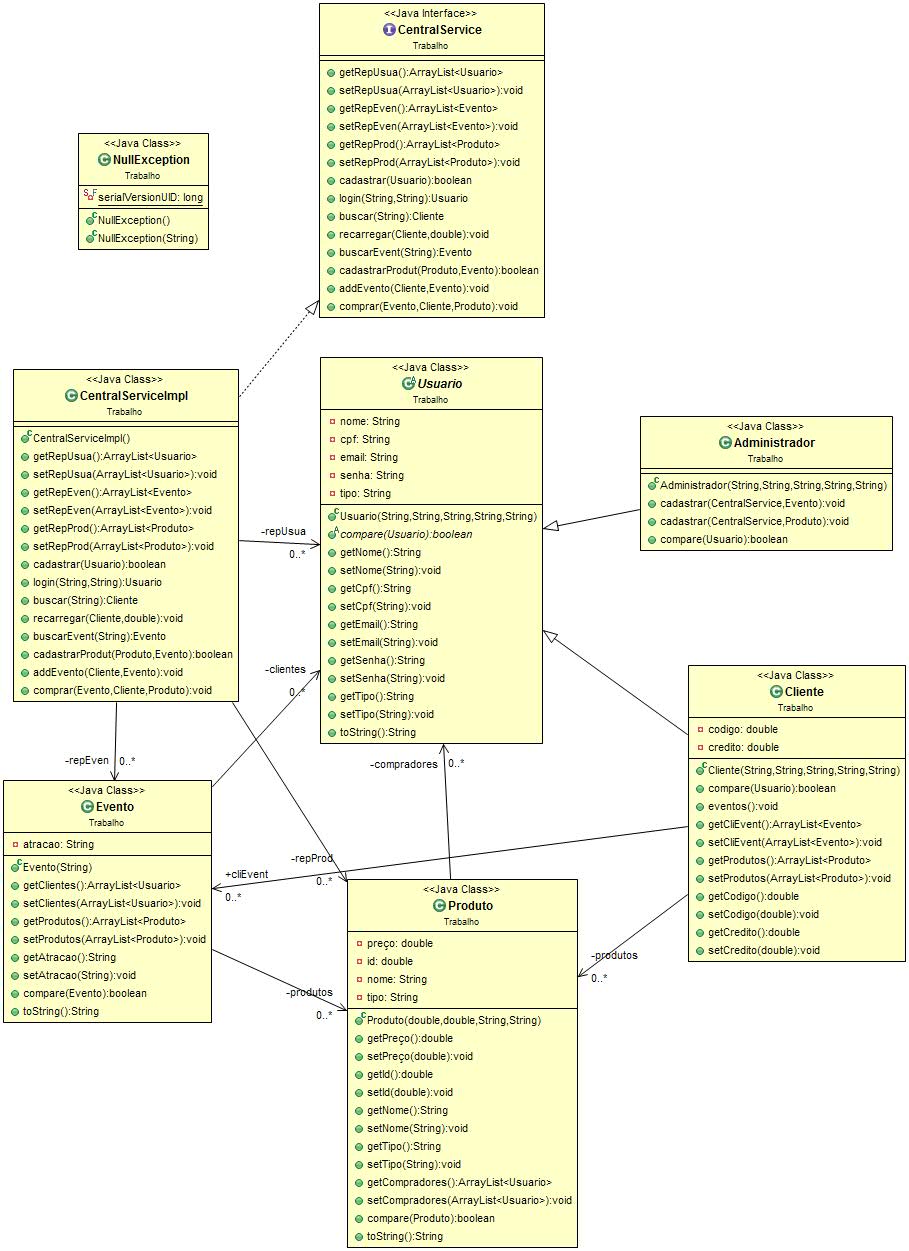 <<Java Interface>>
CentralService
Trabalho
getRepUsua():ArrayList<Usuario>
setRepUsua(ArrayList<Usuario>):void
getRepEven():ArrayList<Evento>
setRepEven(ArrayList<Evento>):void
getRepProd():ArrayList<Produto>
setRepProd(ArrayList<Produto>):void
cadastrar(Usuario):boolean
login(String,String):Usuario
buscar(String):Cliente
recarregar(Cliente,double):void
buscarEvent(String):Evento
cadastrarProdut(Produto,Evento):boolean
addEvento(Cliente,Evento):void
comprar(Evento,Cliente,Produto):void
<<Java Class>>
NullException
Trabalho
serialVersionUID: long
NullException()
NullException(String)
<<Java Class>>
CentralServiceImpl
Trabalho
CentralServiceImpl()
getRepUsua():ArrayList<Usuario>
setRepUsua(ArrayList<Usuario>):void
getRepEven():ArrayList<Evento>
setRepEven(ArrayList<Evento>):void
getRepProd():ArrayList<Produto>
setRepProd(ArrayList<Produto>):void
cadastrar(Usuario):boolean
login(String,String):Usuario
buscar(String):Cliente
recarregar(Cliente,double):void
buscarEvent(String):Evento
cadastrarProdut(Produto,Evento):boolean
addEvento(Cliente,Evento):void
comprar(Evento,Cliente,Produto):void
-repUsua
0..*
<<Java Class>>
Usuario
Trabalho
nome: String
cpf: String
email: String
senha: String
tipo: String
Usuario(String,String,String,String,String)
compare(Usuario):boolean
getNome():String
setNome(String):void
getCpf():String
setCpf(String):void
getEmail():String
setEmail(String):void
getSenha():String
setSenha(String):void
getTipo():String
setTipo(String):void
toString():String
<<Java Class>>
Administrador
Trabalho
Administrador(String,String,String,String,String)
cadastrar(CentralService,Evento):void
cadastrar(CentralService,Produto):void
compare(Usuario):boolean
-clientes
0..*
<<Java Class>>
Cliente
Trabalho
codigo: double
credito: double
Cliente(String,String,String,String,String)
compare(Usuario):boolean
eventos():void
getCliEvent():ArrayList<Evento>
setCliEvent(ArrayList<Evento>):void
getProdutos():ArrayList<Produto>
setProdutos(ArrayList<Produto>):void
getCodigo():double
setCodigo(double):void
getCredito():double
setCredito(double):void
-repEven
0..*
-compradores
0..*
<<Java Class>>
Evento
Trabalho
atracao: String
Evento(String)
getClientes():ArrayList<Usuario>
setClientes(ArrayList<Usuario>):void
getProdutos():ArrayList<Produto>
setProdutos(ArrayList<Produto>):void
getAtracao():String
setAtracao(String):void
compare(Evento):boolean
toString():String
+cliEvent
0..*
-repProd
0..*
-produtos
0..*
-produtos
0..*
<<Java Class>>
Produto
Trabalho
preço: double
id: double
nome: String
tipo: String
Produto(double,double,String,String)
getPreço():double
setPreço(double):void
getId():double
setId(double):void
getNome():String
setNome(String):void
getTipo():String
setTipo(String):void
getCompradores():ArrayList<Usuario>
setCompradores(ArrayList<Usuario>):void
compare(Produto):boolean
toString():String